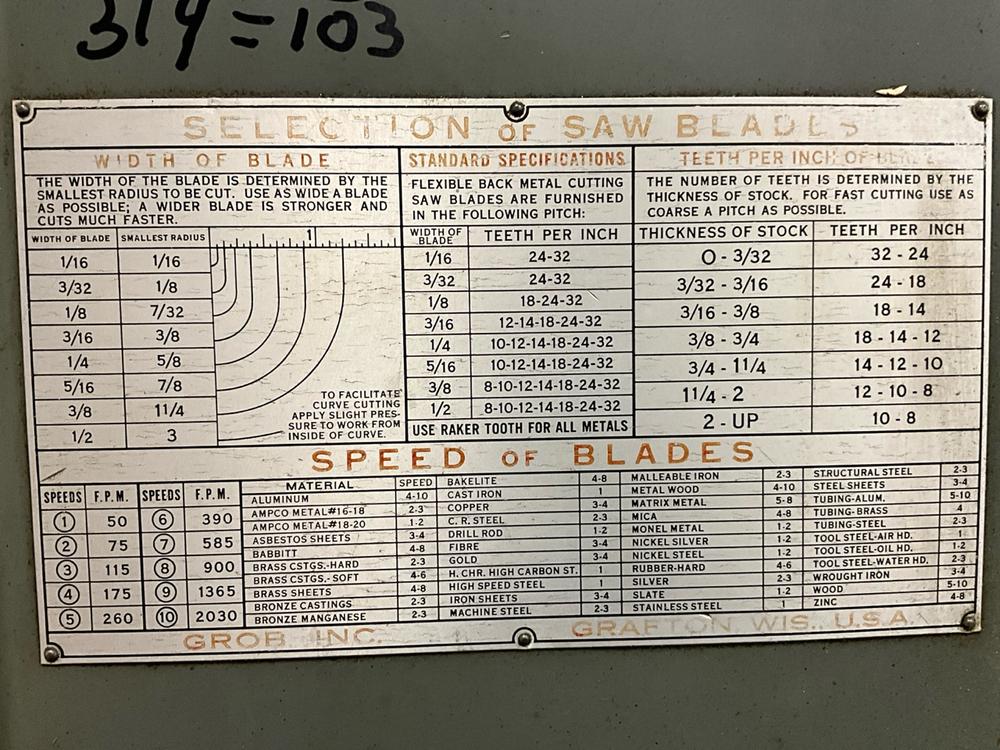 314=103
SELECTION OF SAW BLADES
WIDTH OF BLADE
THE WIDTH OF THE BLADE IS DETERMINED BY THE
SMALLEST RADIUS TO BE CUT. USE AS WIDE A BLADE
AS POSSIBLE; A WIDER BLADE IS STRONGER AND
CUTS MUCH FASTER.
WIDTH OF BLADE SMALLEST RADIUS 1
1/16 1/16
3/32 1/8
1/8 7/32
3/16 3/8
1/4 5/8
5/16 7/8
3/8 1 1/4
1/2 3
TO FACILITATE
CURVE CUTTING
APPLY SLIGHT PRES-
SURE TO WORK FROM
INSIDE OF CURVE.
STANDARD SPECIFICATIONS
FLEXIBLE BACK METAL CUTTING
SAW BLADES ARE FURNISHED
IN THE FOLLOWING PITCH:
WIDTH OF BLADE TEETH PER INCH
1/16 24-32
3/32 24-32
1/8 18-24-32
3/16 12-14-18-24-32
1/4 10-12-14-18-24-32
5/16 10-12-14-18-24-32
3/8 8-10-12-14-18-24-32
1/2 8-10-12-14-18-24-32
USE RAKER TOOTH FOR ALL METALS
TEETH PER INCH OF BLADE
THE NUMBER OF TEETH IS DETERMINED BY THE
THICKNESS OF STOCK. FOR FAST CUTTING USE AS
COARSE A PITCH AS POSSIBLE.
THICKNESS OF STOCK TEETH PER INCH
0 - 3/32 32 - 24
3/32 - 3/16 24 - 18
3/16 - 3/8 18 - 14
3/8 - 3/4 18 - 14 - 12
3/4 - 1 1/4 14 - 12 - 10
1 1/4 - 2 12 - 10 - 8
2 - UP 10 - 8
SPEED OF BLADES
SPEEDS F.P.M. SPEEDS F.P.M.
1 50 6 390
2 75 7 585
3 115 8 900
4 175 9 1365
5 260 10 2030
MATERIAL SPEED
ALUMINUM 4-10
AMPCO METAL #16-18 2-3
AMPCO METAL #18-20 1-2
ASBESTOS SHEETS 3-4
BABBITT 4-8
BRASS CSTGS.-HARD 2-3
BRASS CSTGS.-SOFT 4-6
BRASS SHEETS 4-8
BRONZE CASTINGS 2-3
BRONZE MANGANESE 2-3
BAKELITE 4-8
CAST IRON 1
COPPER 3-4
C. R. STEEL 2-3
DRILL ROD 1-2
FIBRE 3-4
GOLD 3-4
H. CHR. HIGH CARBON ST. 1
HIGH SPEED STEEL 1
IRON SHEETS 3-4
MACHINE STEEL 2-3
MALLEABLE IRON 2-3
METAL WOOD 4-10
MATRIX METAL 5-8
MICA 4-8
MONEL METAL 1-2
NICKEL SILVER 1-2
NICKEL STEEL 1-2
RUBBER-HARD 4-6
SILVER 2-3
SLATE 1-2
STAINLESS STEEL 1
STRUCTURAL STEEL 2-3
STEEL SHEETS 3-4
TUBING-ALUM. 5-10
TUBING-BRASS 4
TUBING-STEEL 2-3
TOOL STEEL-AIR HD. 1
TOOL STEEL-OIL HD. 1-2
TOOL STEEL-WATER HD. 2-3
WROUGHT IRON 3-4
WOOD 5-10
ZINC 4-8
GROB INC. GRAFTON WIS., U.S.A.